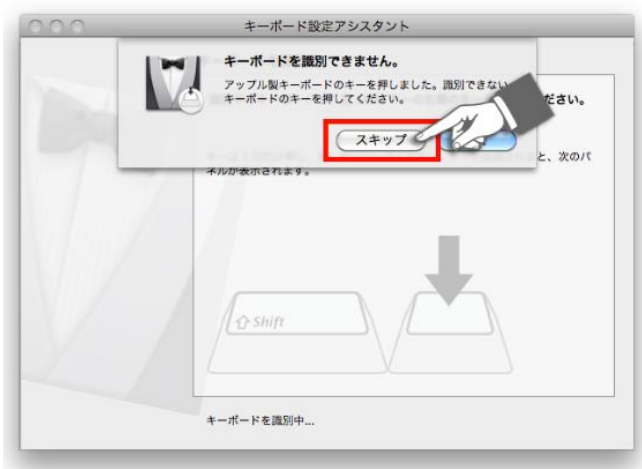 キーボード設定アシスタント
キーボードを識別できません。
アップル製キーボードのキーを押しました。識別できない
キーボードのキーを押してください。
ださい。
スキップ
と、次のパ
ネルが表示されます。
Shift
キーボードを識別中...